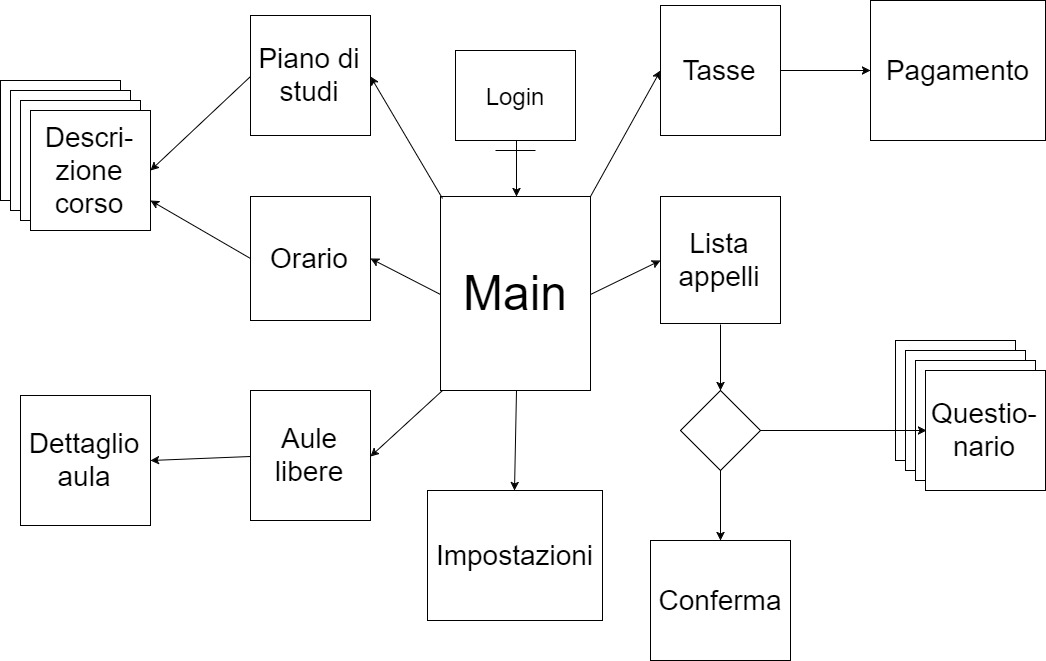 Piano di
studi
Login
Tasse
Pagamento
Descri-
zione
corso
Orario
Main
Lista
appelli
Dettaglio
aula
Aule
libere
Impostazioni
Questio-
nario
Conferma